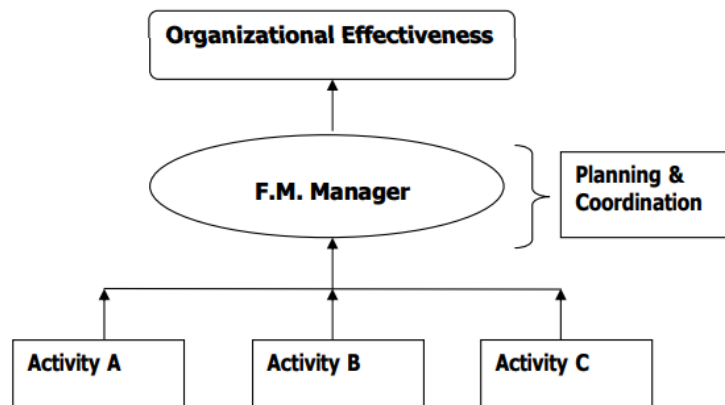 Organizational Effectiveness
F.M. Manager
Planning &
Coordination
Activity A
Activity B
Activity C